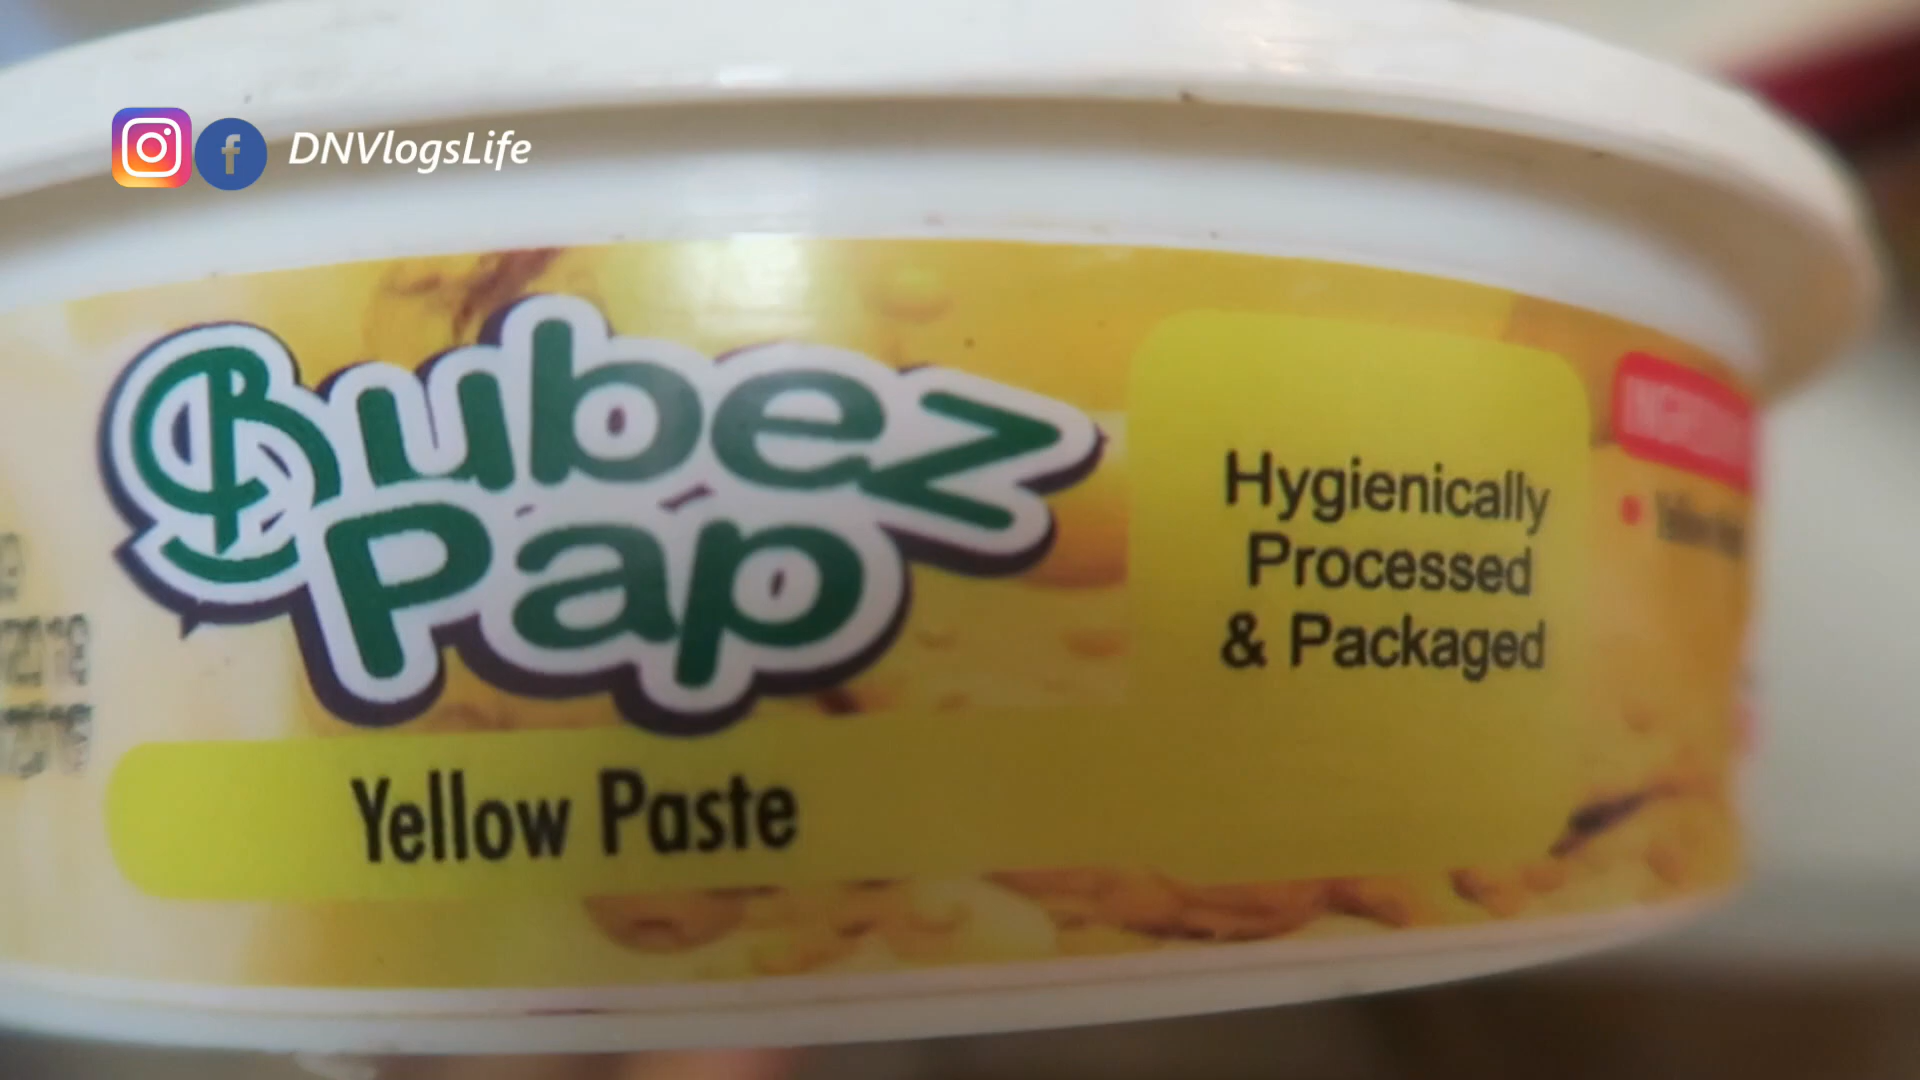 DNVlogsLife
Bubez
Pap
Yellow Paste
Hygienically
Processed
& Packaged